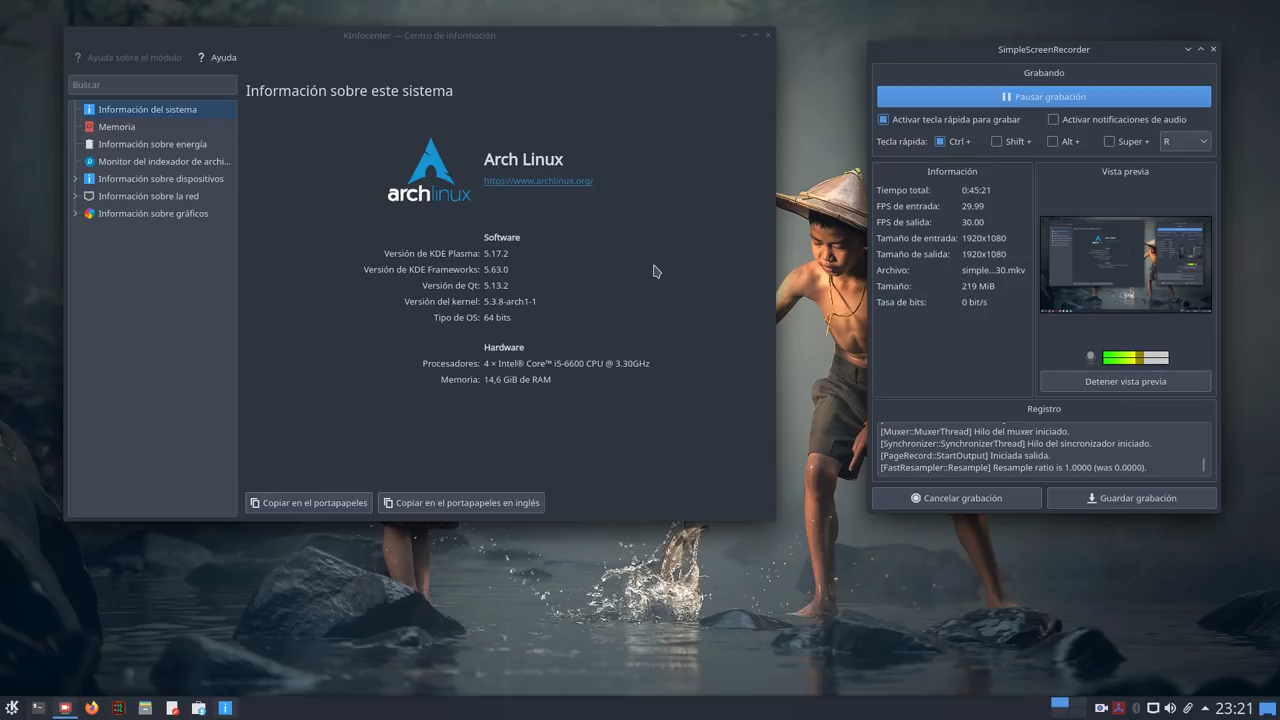 KInfocenter — Centro de información
? Ayuda sobre el módulo ? Ayuda
Buscar
Información del sistema
Memoria
Información sobre energía
Monitor del indexador de archi...
Información sobre dispositivos
Información sobre la red
Información sobre gráficos
Información sobre este sistema
archlinux
Arch Linux
https://www.archlinux.org/
Software
Versión de KDE Plasma: 5.17.2
Versión de KDE Frameworks: 5.63.0
Versión de Qt: 5.13.2
Versión del kernel: 5.3.8-arch1-1
Tipo de OS: 64 bits
Hardware
Procesadores: 4 × Intel® Core™ i5-6600 CPU @ 3.30GHz
Memoria: 14,6 GiB de RAM
Copiar en el portapapeles Copiar en el portapapeles en inglés
SimpleScreenRecorder
Grabando
Pausar grabación
Activar tecla rápida para grabar Activar notificaciones de audio
Tecla rápida: Ctrl + Shift + Alt + Super + R
Información
Tiempo total: 0:45:21
FPS de entrada: 29.99
FPS de salida: 30.00
Tamaño de entrada: 1920x1080
Tamaño de salida: 1920x1080
Archivo: simple...30.mkv
Tamaño: 219 MiB
Tasa de bits: 0 bit/s
Vista previa
Detener vista previa
Registro
[Muxer::MuxerThread] Hilo del muxer iniciado.
[Synchronizer::SynchronizerThread] Hilo del sincronizador iniciado.
[PageRecord::StartOutput] Iniciada salida.
[FastResampler::Resample] Resample ratio is 1.0000 (was 0.0000).
Cancelar grabación Guardar grabación
23:21